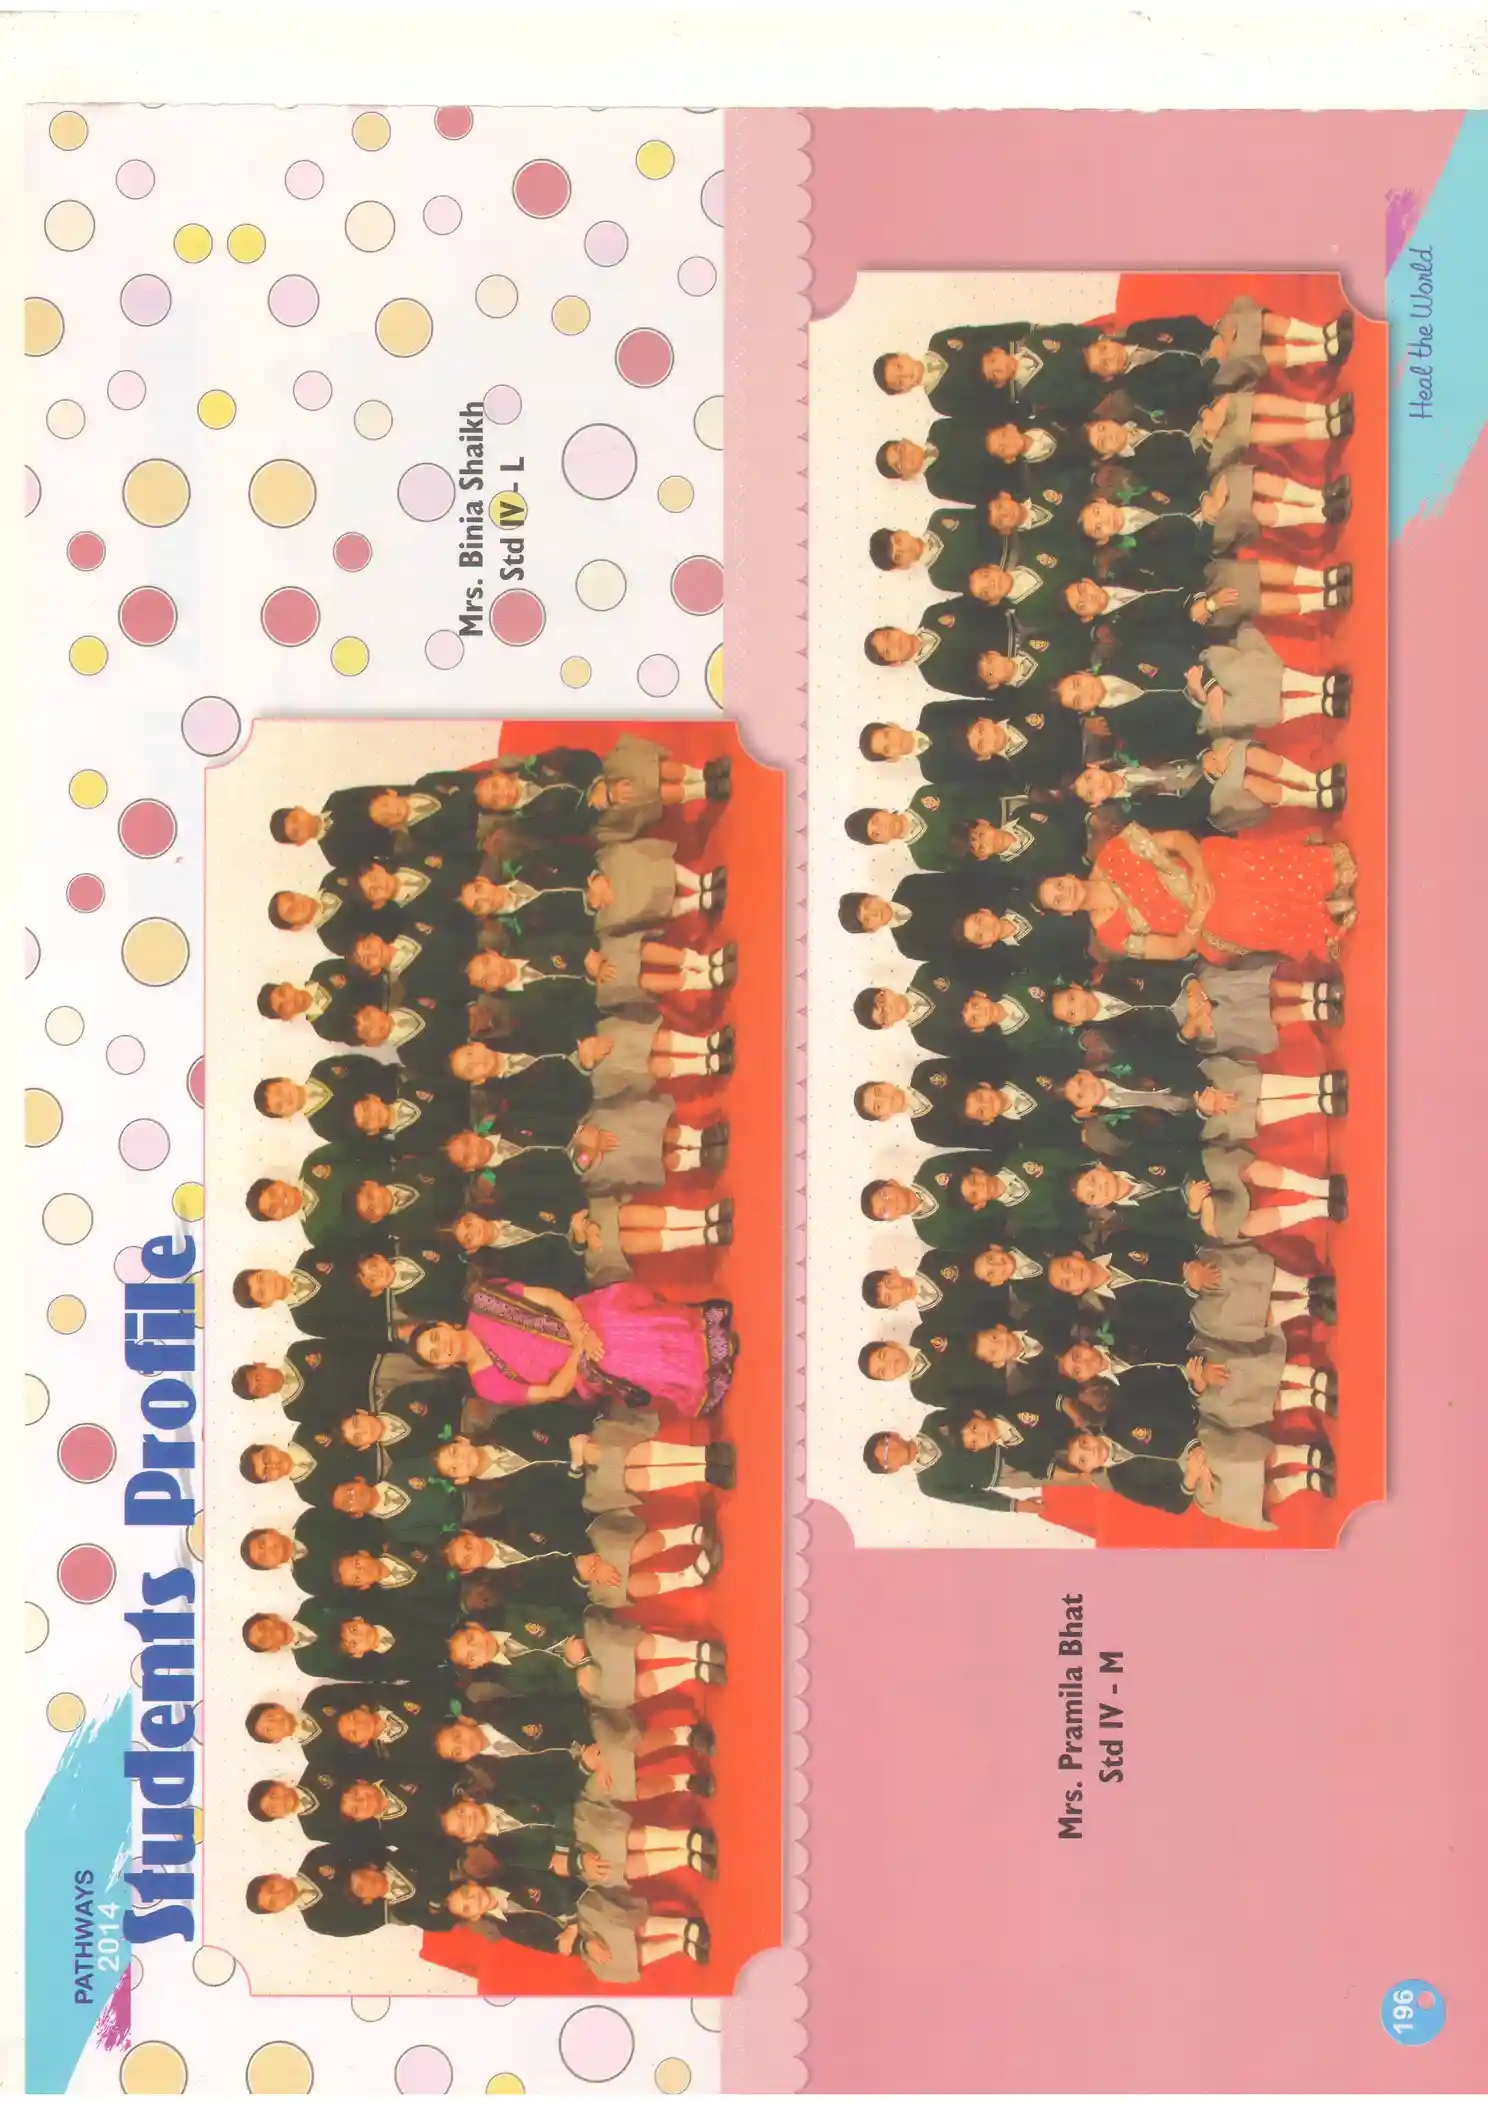 PATHWAYS
2014
Students Profile
Mrs. Binia Shaikh
Std IV - L
Mrs. Pramila Bhat
Std IV - M
Heal the World
196